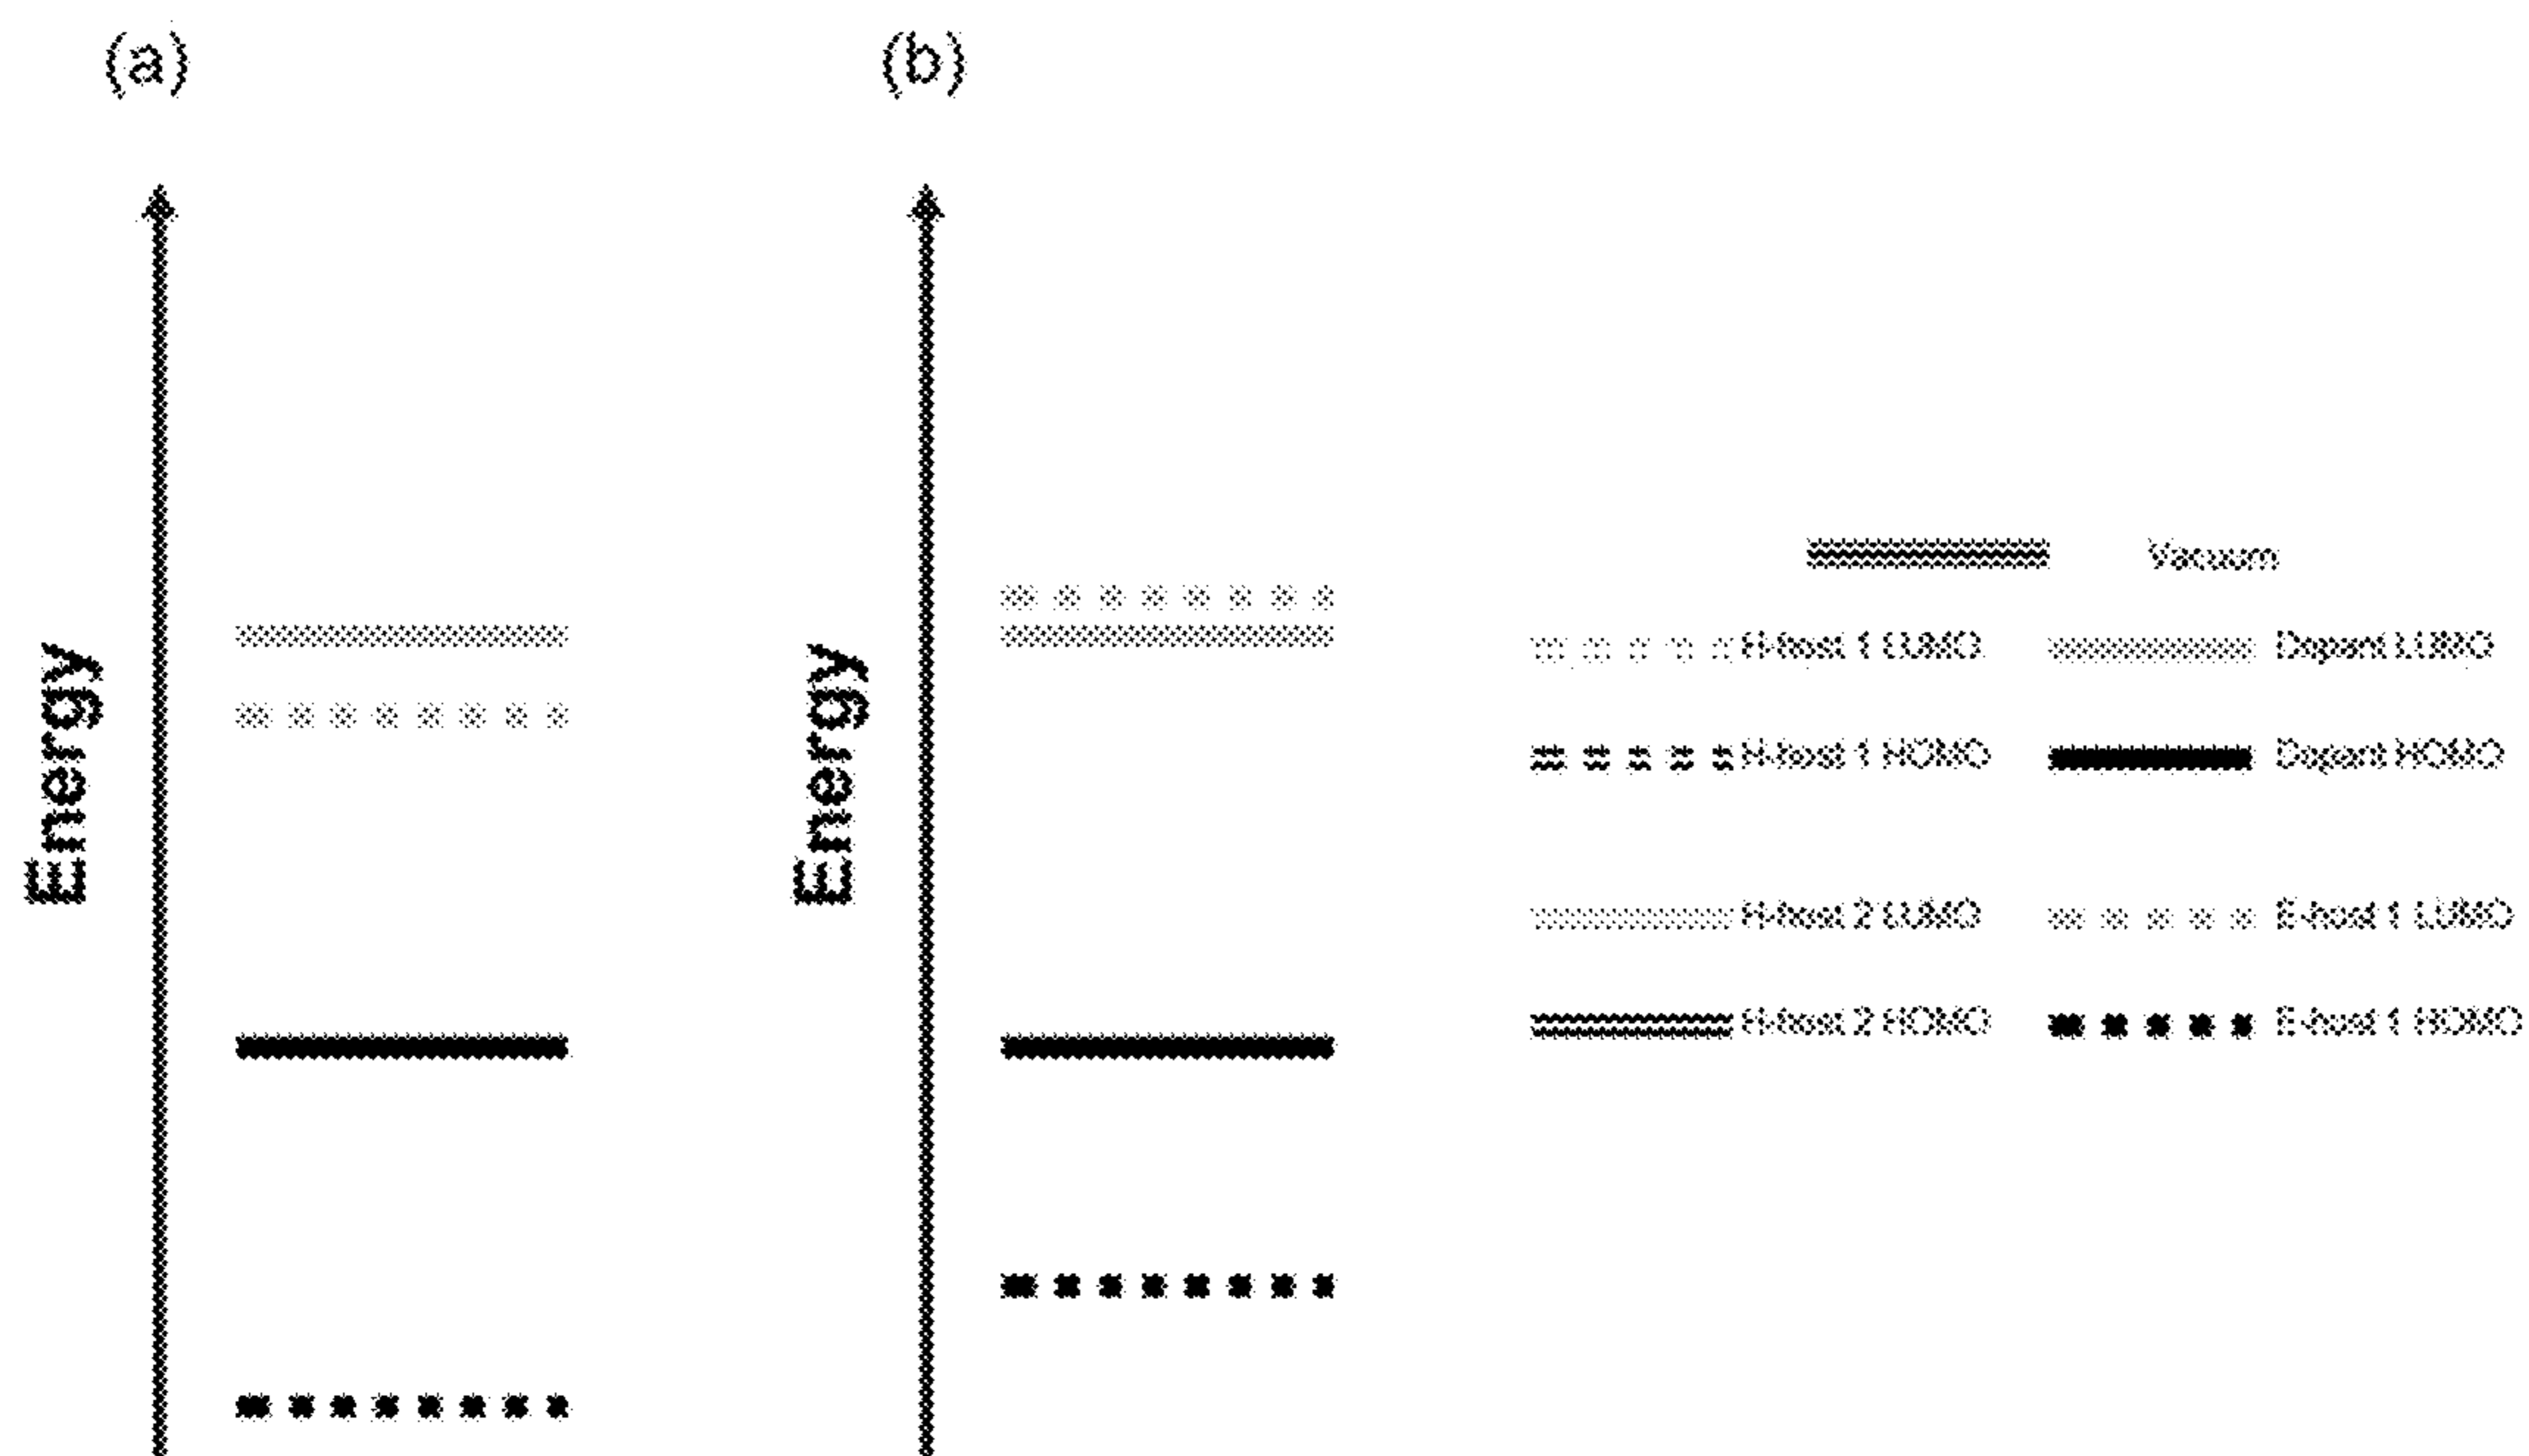 (a)
(b)
Energy
Energy
Vacuum
H-host 1 LUMO
Dopant LUMO
H-host 1 HOMO
Dopant HOMO
H-host 2 LUMO
E-host 1 LUMO
H-host 2 HOMO
E-host 1 HOMO